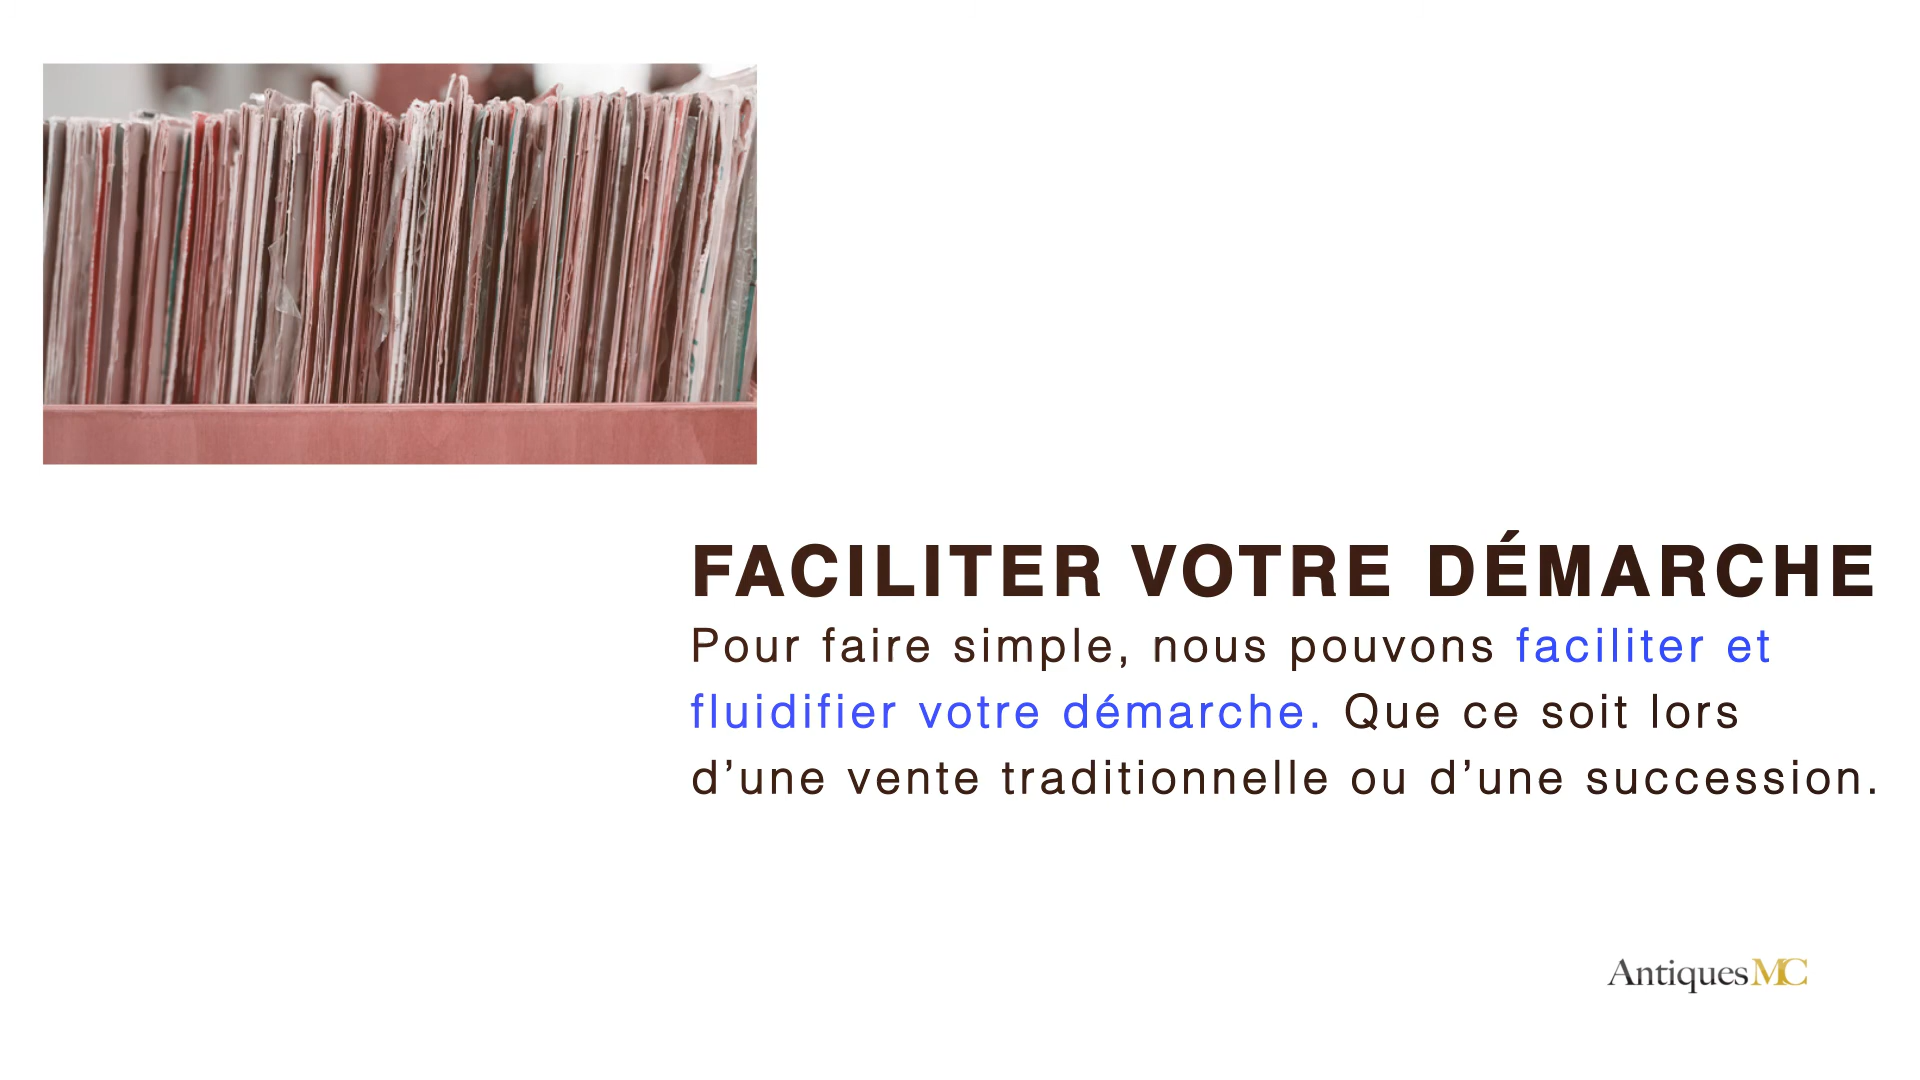 FACILITER VOTRE DÉMARCHE
Pour faire simple, nous pouvons faciliter et
fluidifier votre démarche. Que ce soit lors
d’une vente traditionnelle ou d’une succession.
AntiquesMC